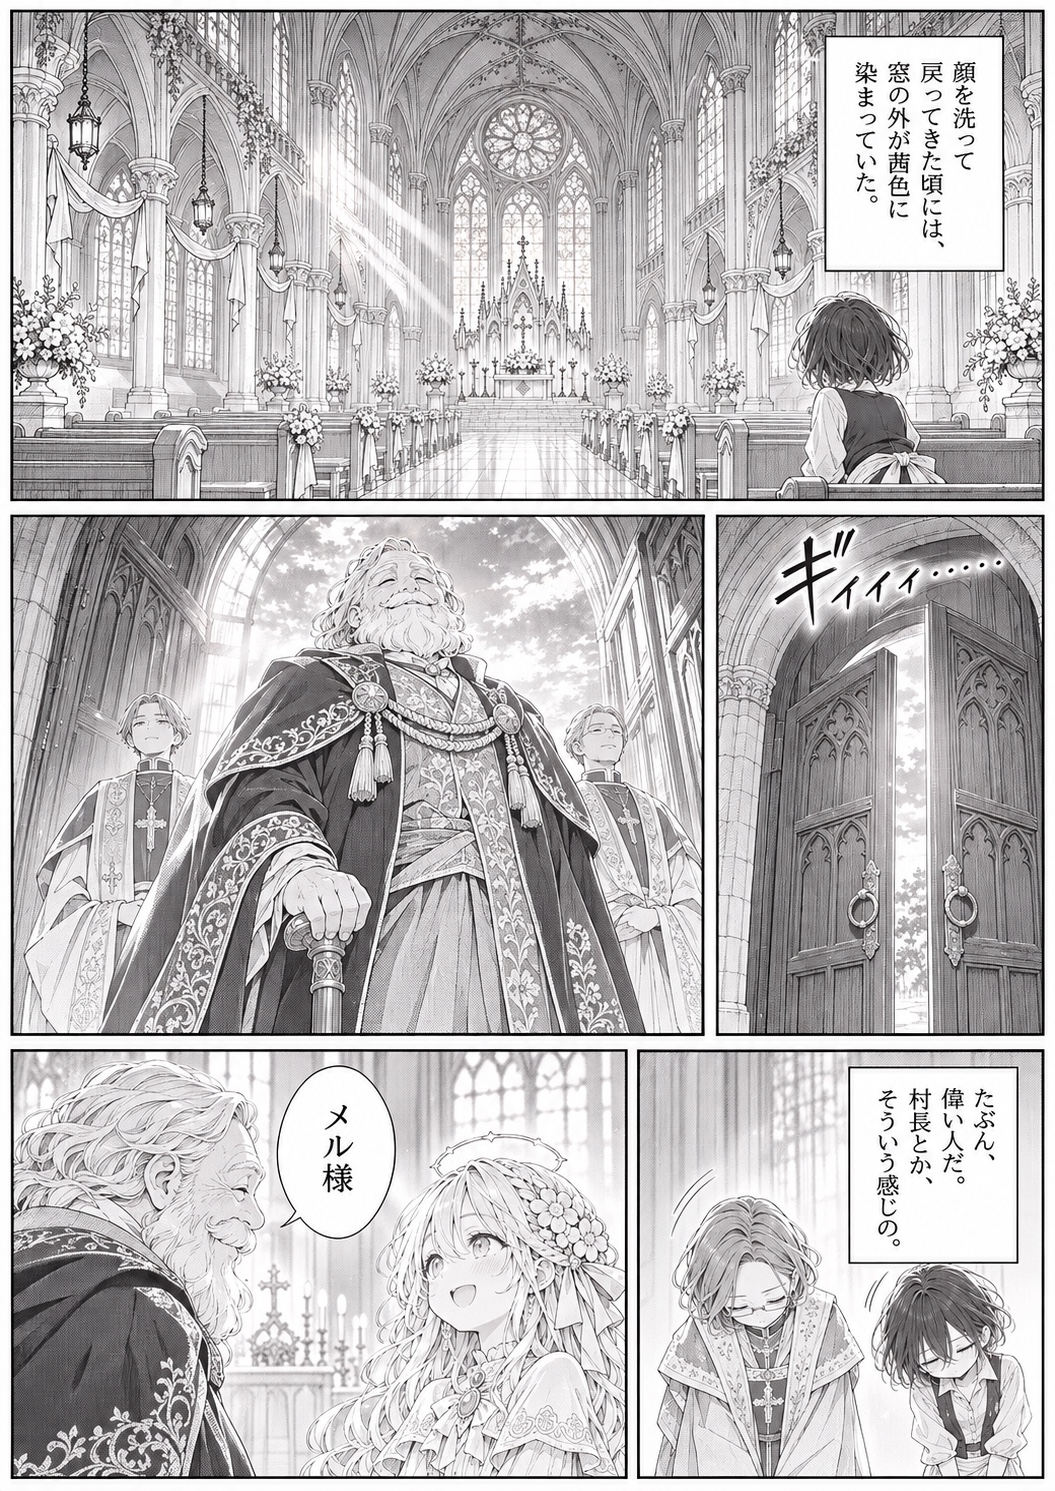 顔を洗って
戻ってきた頃には、
窓の外が茜色に
染まっていた。
ギィイィィ・・・・・
たぶん、
偉い人だ。
村長とか、
そういう感じの。
メル様